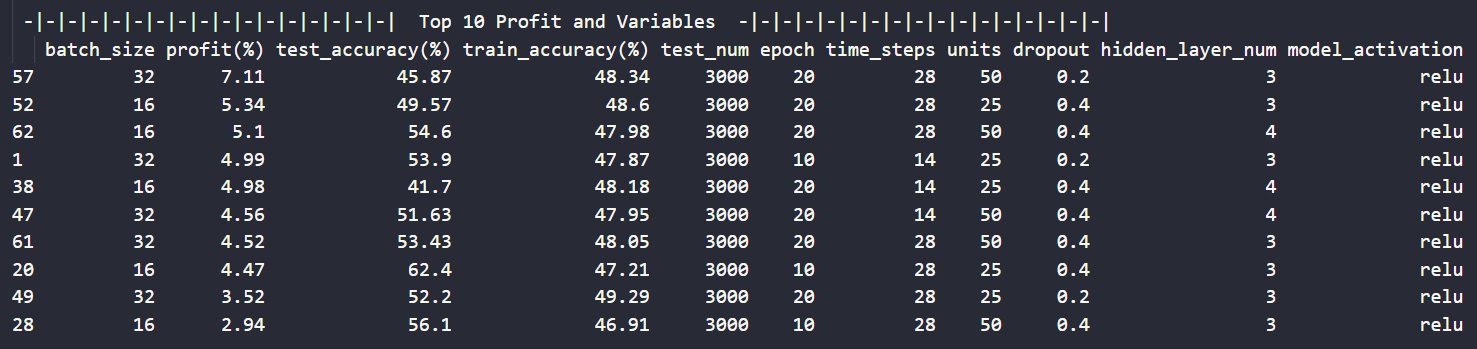 -|-|-|-|-|-|-|-|-|-|-|-|-|-|-|-|-| Top 10 Profit and Variables -|-|-|-|-|-|-|-|-|-|-|-|-|-|-|-|-|
batch_size profit(%) test_accuracy(%) train_accuracy(%) test_num epoch time_steps units dropout hidden_layer_num model_activation
57 32 7.11 45.87 48.34 3000 20 28 50 0.2 3 relu
52 16 5.34 49.57 48.6 3000 20 28 25 0.4 3 relu
62 16 5.1 54.6 47.98 3000 20 28 50 0.4 4 relu
1 32 4.99 53.9 47.87 3000 10 14 25 0.2 3 relu
38 16 4.98 41.7 48.18 3000 20 14 25 0.4 4 relu
47 32 4.56 51.63 47.95 3000 20 14 50 0.4 4 relu
61 32 4.52 53.43 48.05 3000 20 28 50 0.4 3 relu
20 16 4.47 62.4 47.21 3000 10 28 25 0.4 3 relu
49 32 3.52 52.2 49.29 3000 20 28 25 0.2 3 relu
28 16 2.94 56.1 46.91 3000 10 28 50 0.4 3 relu